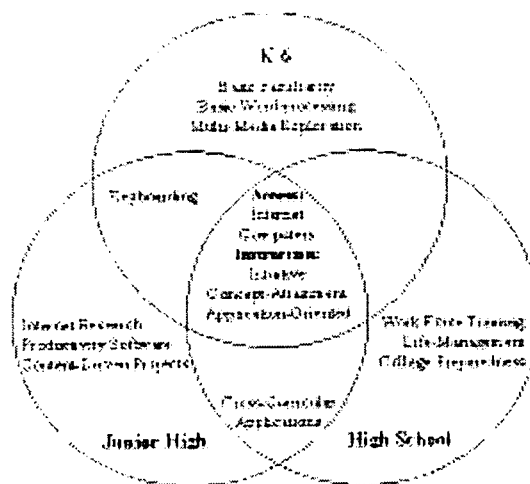 K-6
Basic Familiarity
Basic Word processing
Multi-Media Exploration
Keyboarding
Access:
Internet
Computers
Instruction:
Concept-Attainment
Application-Oriented
Internet Research
Productivity Software
Content-Driven Projects
Work Force Training
Life-Management
College Preparedness
Cross-Curricular
Applications
Junior High
High School